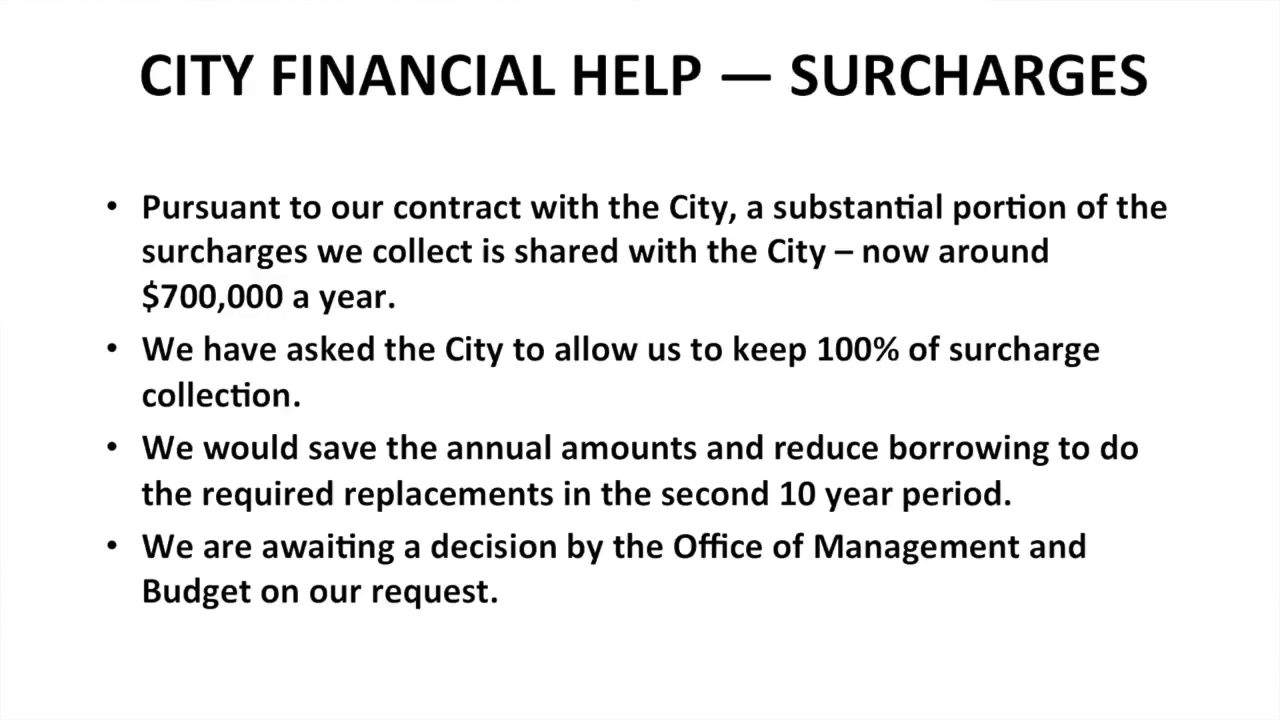 CITY FINANCIAL HELP — SURCHARGES
• Pursuant to our contract with the City, a substantial portion of the
surcharges we collect is shared with the City – now around
$700,000 a year.
• We have asked the City to allow us to keep 100% of surcharge
collection.
• We would save the annual amounts and reduce borrowing to do
the required replacements in the second 10 year period.
• We are awaiting a decision by the Office of Management and
Budget on our request.